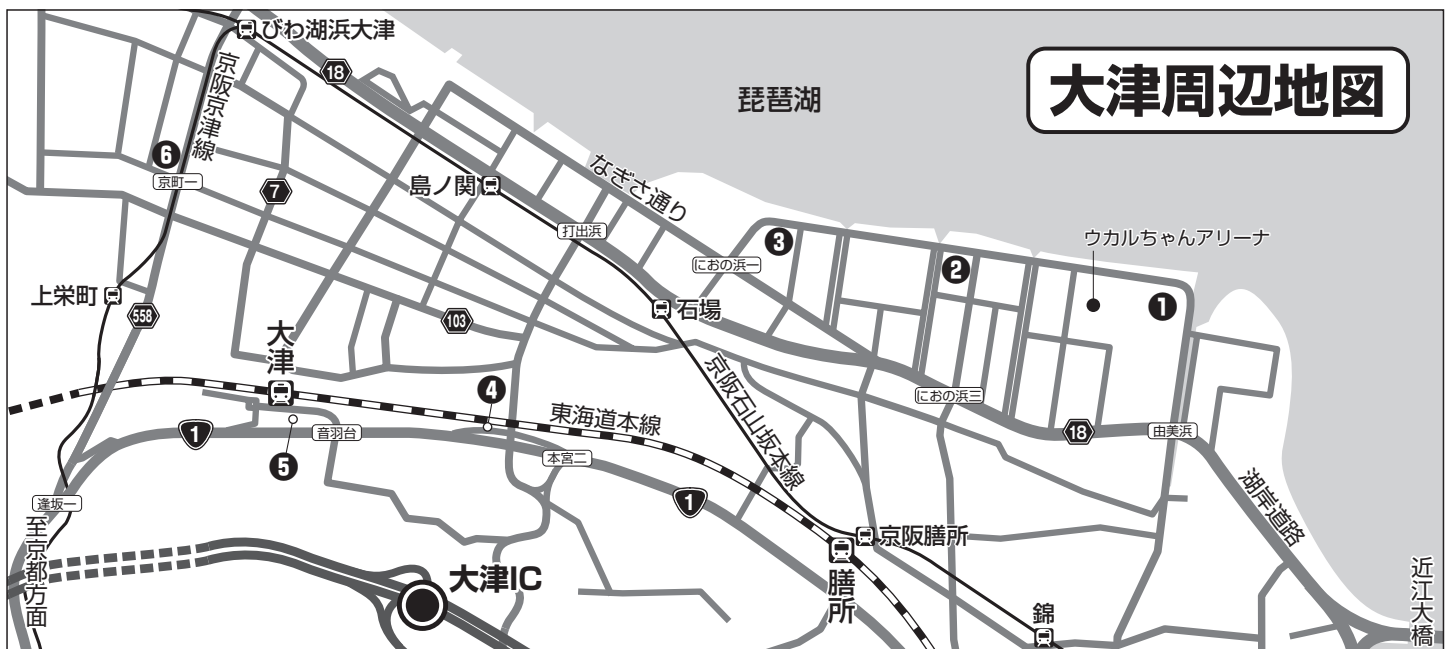 大津周辺地図
びわ湖浜大津
18
琵琶湖
京阪京津線
6
京町一
7
島ノ関
なぎさ通り
打出浜
におの浜一
3
2
ウカルちゃんアリーナ
1
上栄町
558
103
石場
大津
4
東海道本線
京阪石山坂本線
におの浜三
1
5
音羽台
本宮二
18
由美浜
逢坂一
1
湖岸道路
至京都方面
京阪膳所
大津IC
膳所
錦
近江大橋